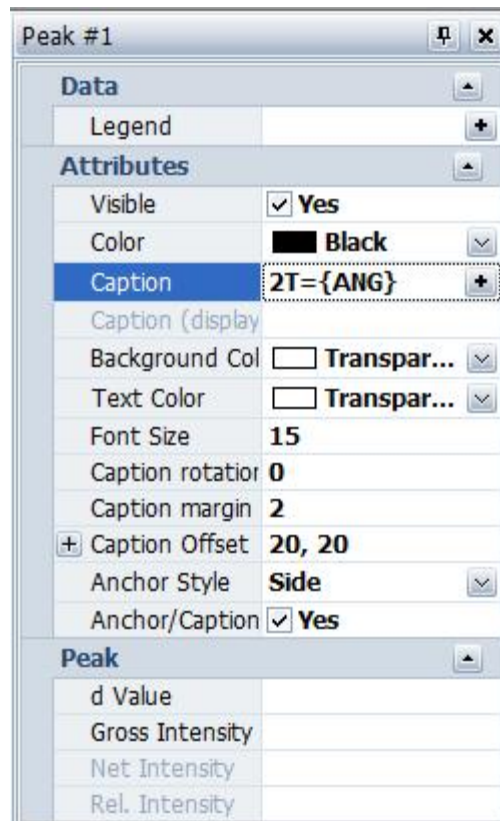 Peak #1
Data
Legend
Attributes
Visible Yes
Color Black
Caption 2T={ANG}
Caption (display
Background Col Transpar...
Text Color Transpar...
Font Size 15
Caption rotation 0
Caption margin 2
Caption Offset 20, 20
Anchor Style Side
Anchor/Caption Yes
Peak
d Value
Gross Intensity
Net Intensity
Rel. Intensity